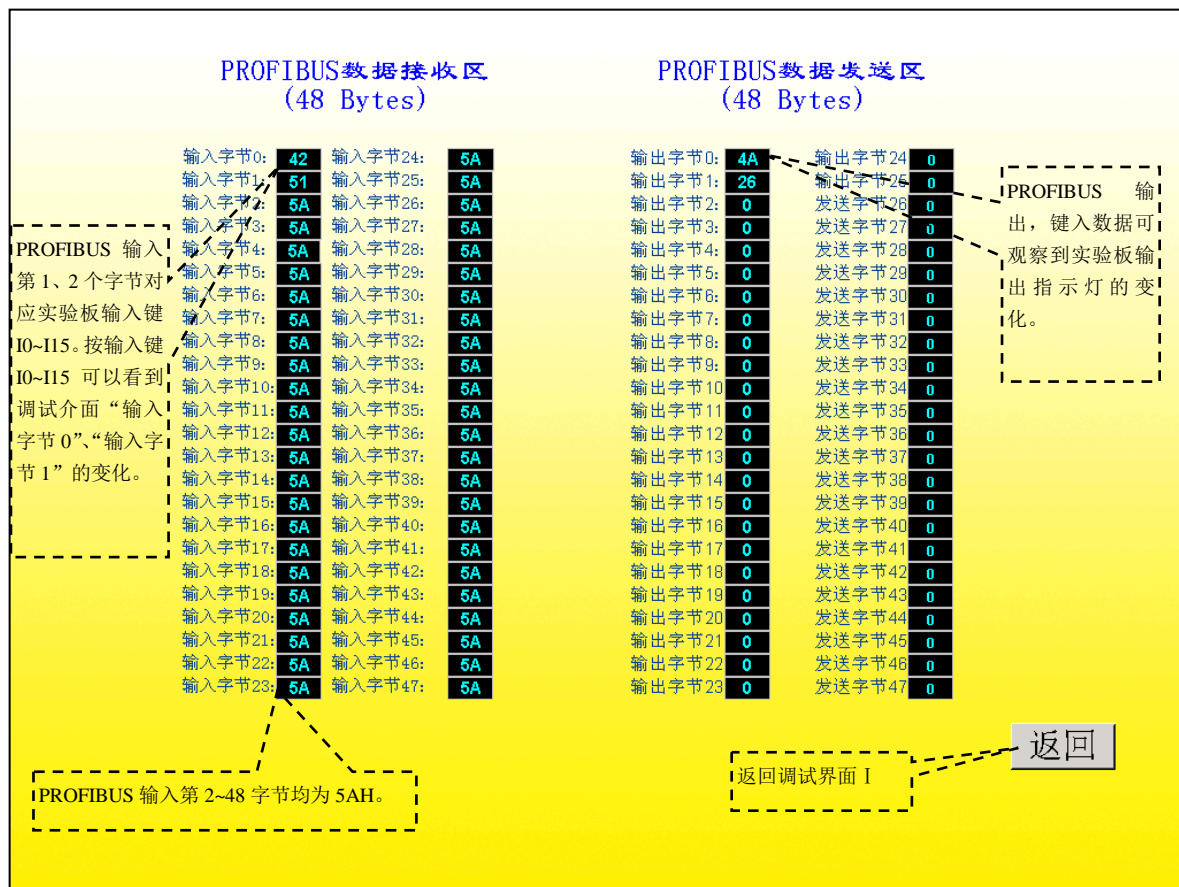 PROFIBUS数据接收区
(48 Bytes)
输入字节0: 42 输入字节24: 5A
输入字节1: 51 输入字节25: 5A
输入字节2: 5A 输入字节26: 5A
输入字节3: 5A 输入字节27: 5A
输入字节4: 5A 输入字节28: 5A
输入字节5: 5A 输入字节29: 5A
输入字节6: 5A 输入字节30: 5A
输入字节7: 5A 输入字节31: 5A
输入字节8: 5A 输入字节32: 5A
输入字节9: 5A 输入字节33: 5A
输入字节10: 5A 输入字节34: 5A
输入字节11: 5A 输入字节35: 5A
输入字节12: 5A 输入字节36: 5A
输入字节13: 5A 输入字节37: 5A
输入字节14: 5A 输入字节38: 5A
输入字节15: 5A 输入字节39: 5A
输入字节16: 5A 输入字节40: 5A
输入字节17: 5A 输入字节41: 5A
输入字节18: 5A 输入字节42: 5A
输入字节19: 5A 输入字节43: 5A
输入字节20: 5A 输入字节44: 5A
输入字节21: 5A 输入字节45: 5A
输入字节22: 5A 输入字节46: 5A
输入字节23: 5A 输入字节47: 5A
PROFIBUS 输入
第 1、2 个字节对
应实验板输入键
I0~I15。按输入键
I0~I15 可以看到
调试介面“输入
字节 0”、“输入字
节 1”的变化。
PROFIBUS 输入第 2~48 字节均为 5AH。
PROFIBUS数据发送区
(48 Bytes)
输出字节0: 4A 输出字节24 0
输出字节1: 26 输出字节25 0
输出字节2: 0 发送字节26 0
输出字节3: 0 发送字节27 0
输出字节4: 0 发送字节28 0
输出字节5: 0 发送字节29 0
输出字节6: 0 发送字节30 0
输出字节7: 0 发送字节31 0
输出字节8: 0 发送字节32 0
输出字节9: 0 发送字节33 0
输出字节10 0 发送字节34 0
输出字节11 0 发送字节35 0
输出字节12 0 发送字节36 0
输出字节13 0 发送字节37 0
输出字节14 0 发送字节38 0
输出字节15 0 发送字节39 0
输出字节16 0 发送字节40 0
输出字节17 0 发送字节41 0
输出字节18 0 发送字节42 0
输出字节19 0 发送字节43 0
输出字节20 0 发送字节44 0
输出字节21 0 发送字节45 0
输出字节22 0 发送字节46 0
输出字节23 0 发送字节47 0
PROFIBUS 输
出，键入数据可
观察到实验板输
出指示灯的变
化。
返回调试界面 I
返回